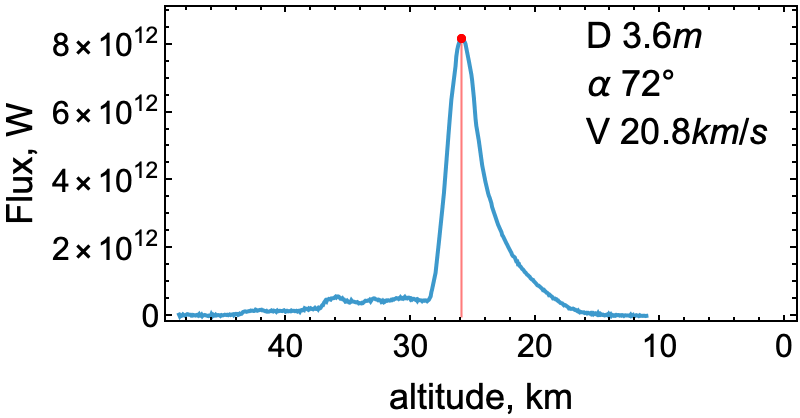 8×10¹²
6×10¹²
4×10¹²
2×10¹²
0
Flux, W
D 3.6m
α 72°
V 20.8km/s
40 30 20 10 0
altitude, km